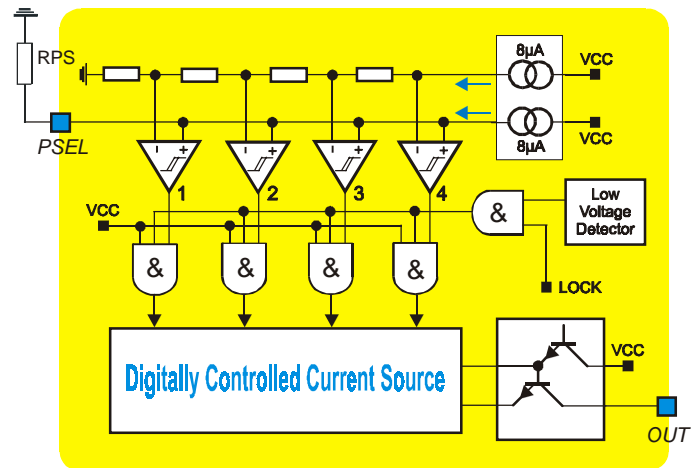 8µA
VCC
RPS
VCC
8µA
PSEL
- +
- +
- +
- +
1
2
3
4
VCC
&
Low
Voltage
Detector
&
&
&
&
LOCK
Digitally Controlled Current Source
VCC
OUT